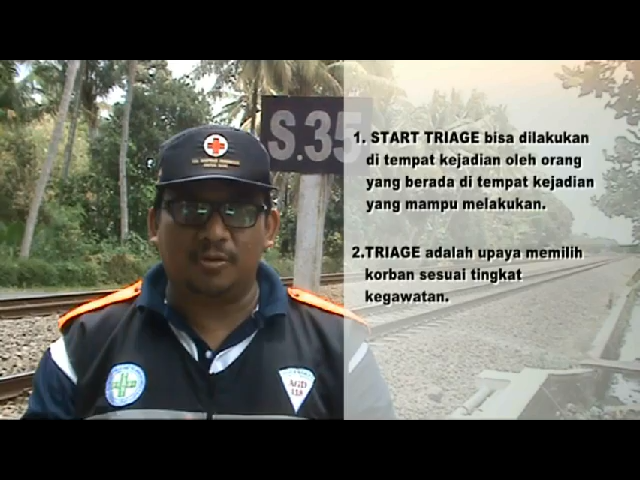 S.35
1. START TRIAGE bisa dilakukan
di tempat kejadian oleh orang
yang berada di tempat kejadian
yang mampu melakukan.
2.TRIAGE adalah upaya memilih
korban sesuai tingkat
kegawatan.
AGD
118